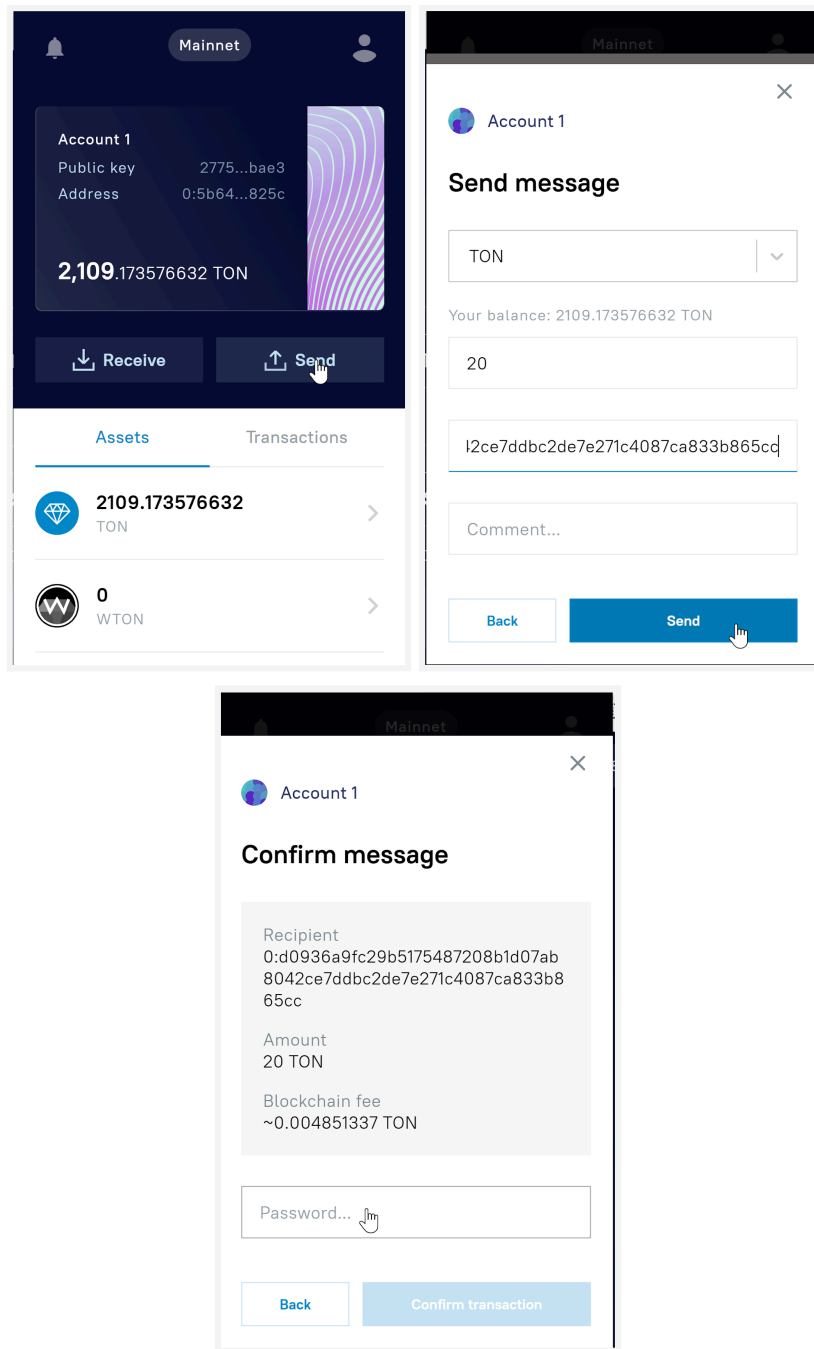 Mainnet
Account 1
Public key 2775...bae3
Address 0:5b64...825c
2,109.173576632 TON
Receive
Send
Assets
Transactions
2109.173576632
TON
0
WTON
Mainnet
Account 1
Send message
TON
Your balance: 2109.173576632 TON
20
42ce7ddbc2de7e271c4087ca833b865cc
Comment...
Back
Send
Mainnet
Account 1
Confirm message
Recipient
0:d0936a9fc29b5175487208b1d07ab
8042ce7ddbc2de7e271c4087ca833b8
65cc
Amount
20 TON
Blockchain fee
~0.004851337 TON
Password...
Back
Confirm transaction